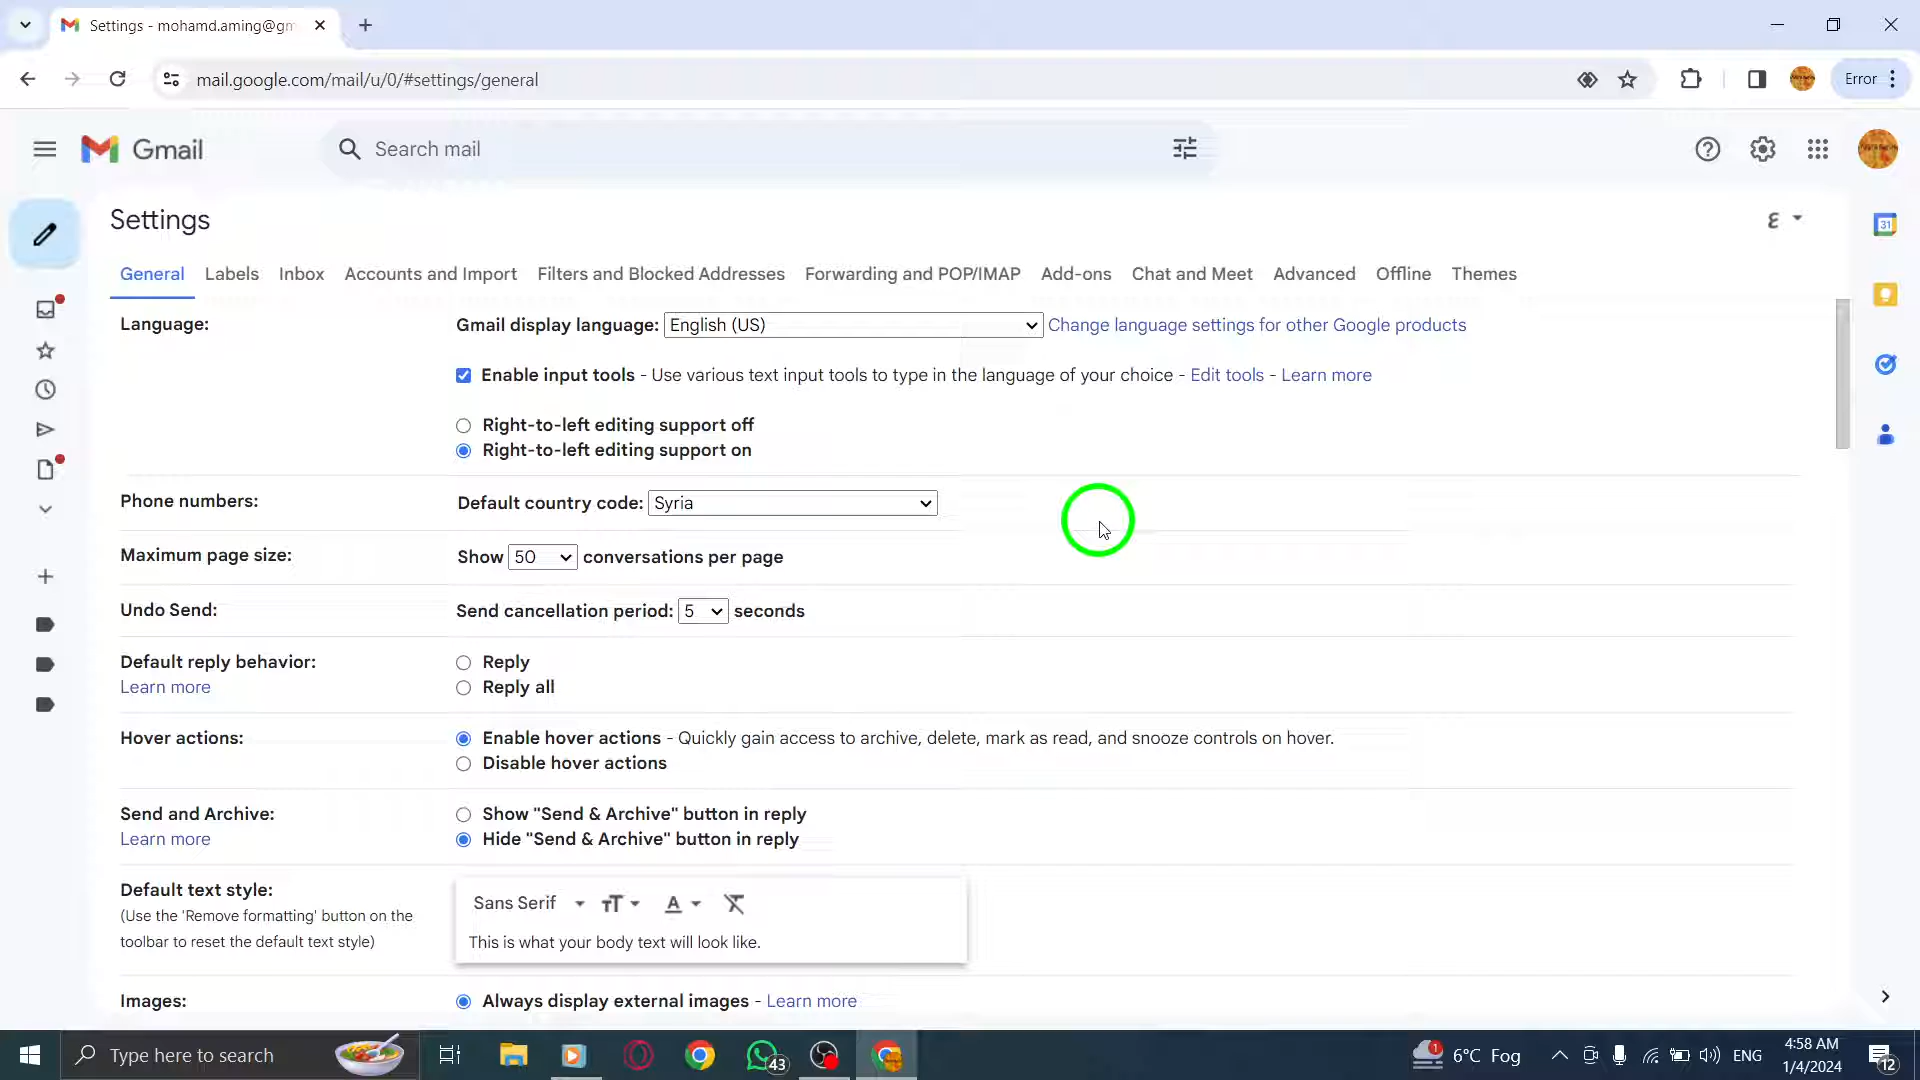 Settings - mohamd.aming@gm
mail.google.com/mail/u/0/#settings/general
Error
Gmail
Search mail
Settings
ε
General Labels Inbox Accounts and Import Filters and Blocked Addresses Forwarding and POP/IMAP Add-ons Chat and Meet Advanced Offline Themes
Language:
Gmail display language: English (US) Change language settings for other Google products
Enable input tools - Use various text input tools to type in the language of your choice - Edit tools - Learn more
Right-to-left editing support off
Right-to-left editing support on
Phone numbers:
Default country code: Syria
Maximum page size:
Show 50 conversations per page
Undo Send:
Send cancellation period: 5 seconds
Default reply behavior:
Learn more
Reply
Reply all
Hover actions:
Enable hover actions - Quickly gain access to archive, delete, mark as read, and snooze controls on hover.
Disable hover actions
Send and Archive:
Learn more
Show "Send & Archive" button in reply
Hide "Send & Archive" button in reply
Default text style:
(Use the 'Remove formatting' button on the
toolbar to reset the default text style)
Sans Serif
This is what your body text will look like.
Images:
Always display external images - Learn more
31
Type here to search
43
1
6°C Fog
ENG
4:58 AM
1/4/2024
12